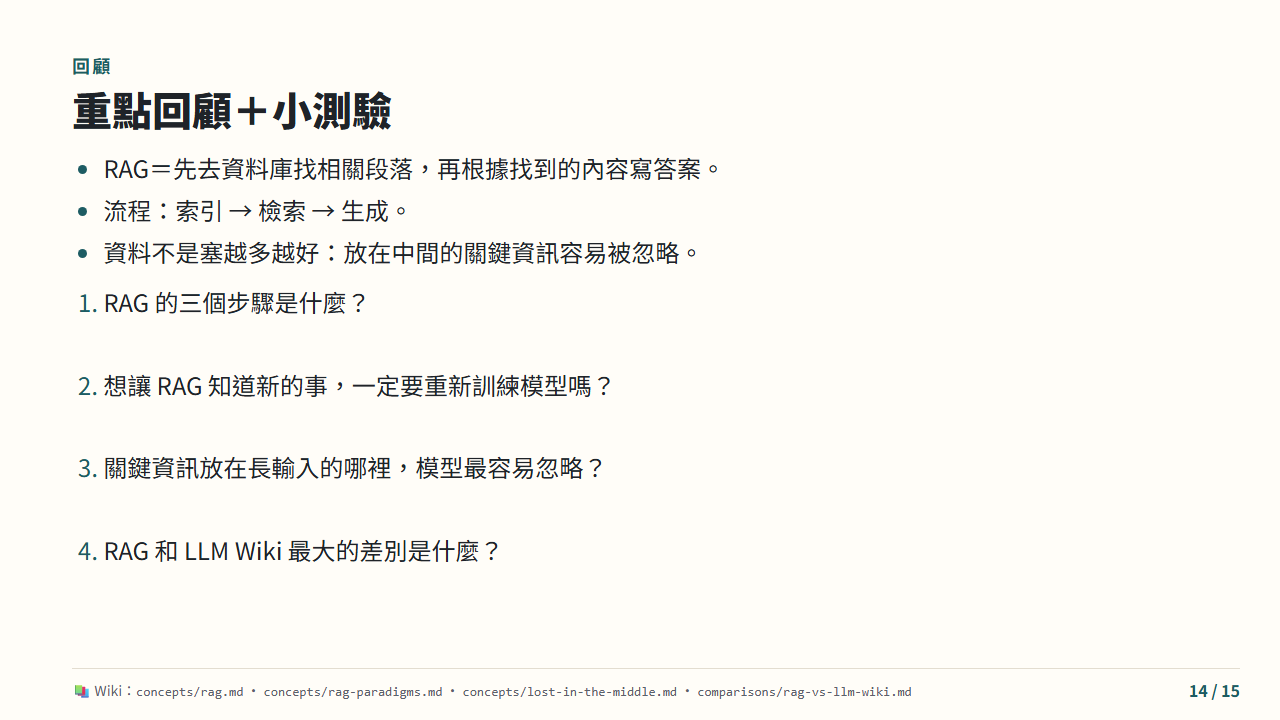 回顧
重點回顧＋小測驗
• RAG＝先去資料庫找相關段落，再根據找到的內容寫答案。
• 流程：索引 → 檢索 → 生成。
• 資料不是塞越多越好：放在中間的關鍵資訊容易被忽略。
1. RAG 的三個步驟是什麼？
2. 想讓 RAG 知道新的事，一定要重新訓練模型嗎？
3. 關鍵資訊放在長輸入的哪裡，模型最容易忽略？
4. RAG 和 LLM Wiki 最大的差別是什麼？
📚 Wiki：concepts/rag.md • concepts/rag-paradigms.md • concepts/lost-in-the-middle.md • comparisons/rag-vs-llm-wiki.md
14 / 15